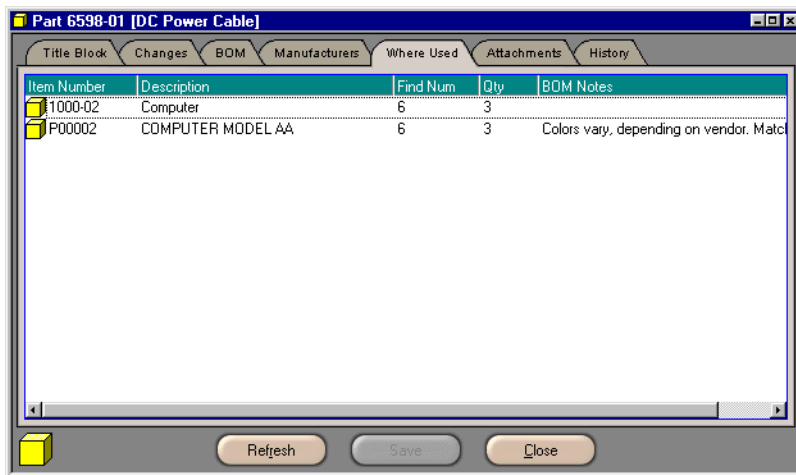 Part 6598-01 [DC Power Cable]
Title Block Changes BOM Manufacturers Where Used Attachments History
Item Number Description Find Num Qty BOM Notes
1000-02 Computer 6 3
P00002 COMPUTER MODEL AA 6 3 Colors vary, depending on vendor. Matcl
Refresh Save Close